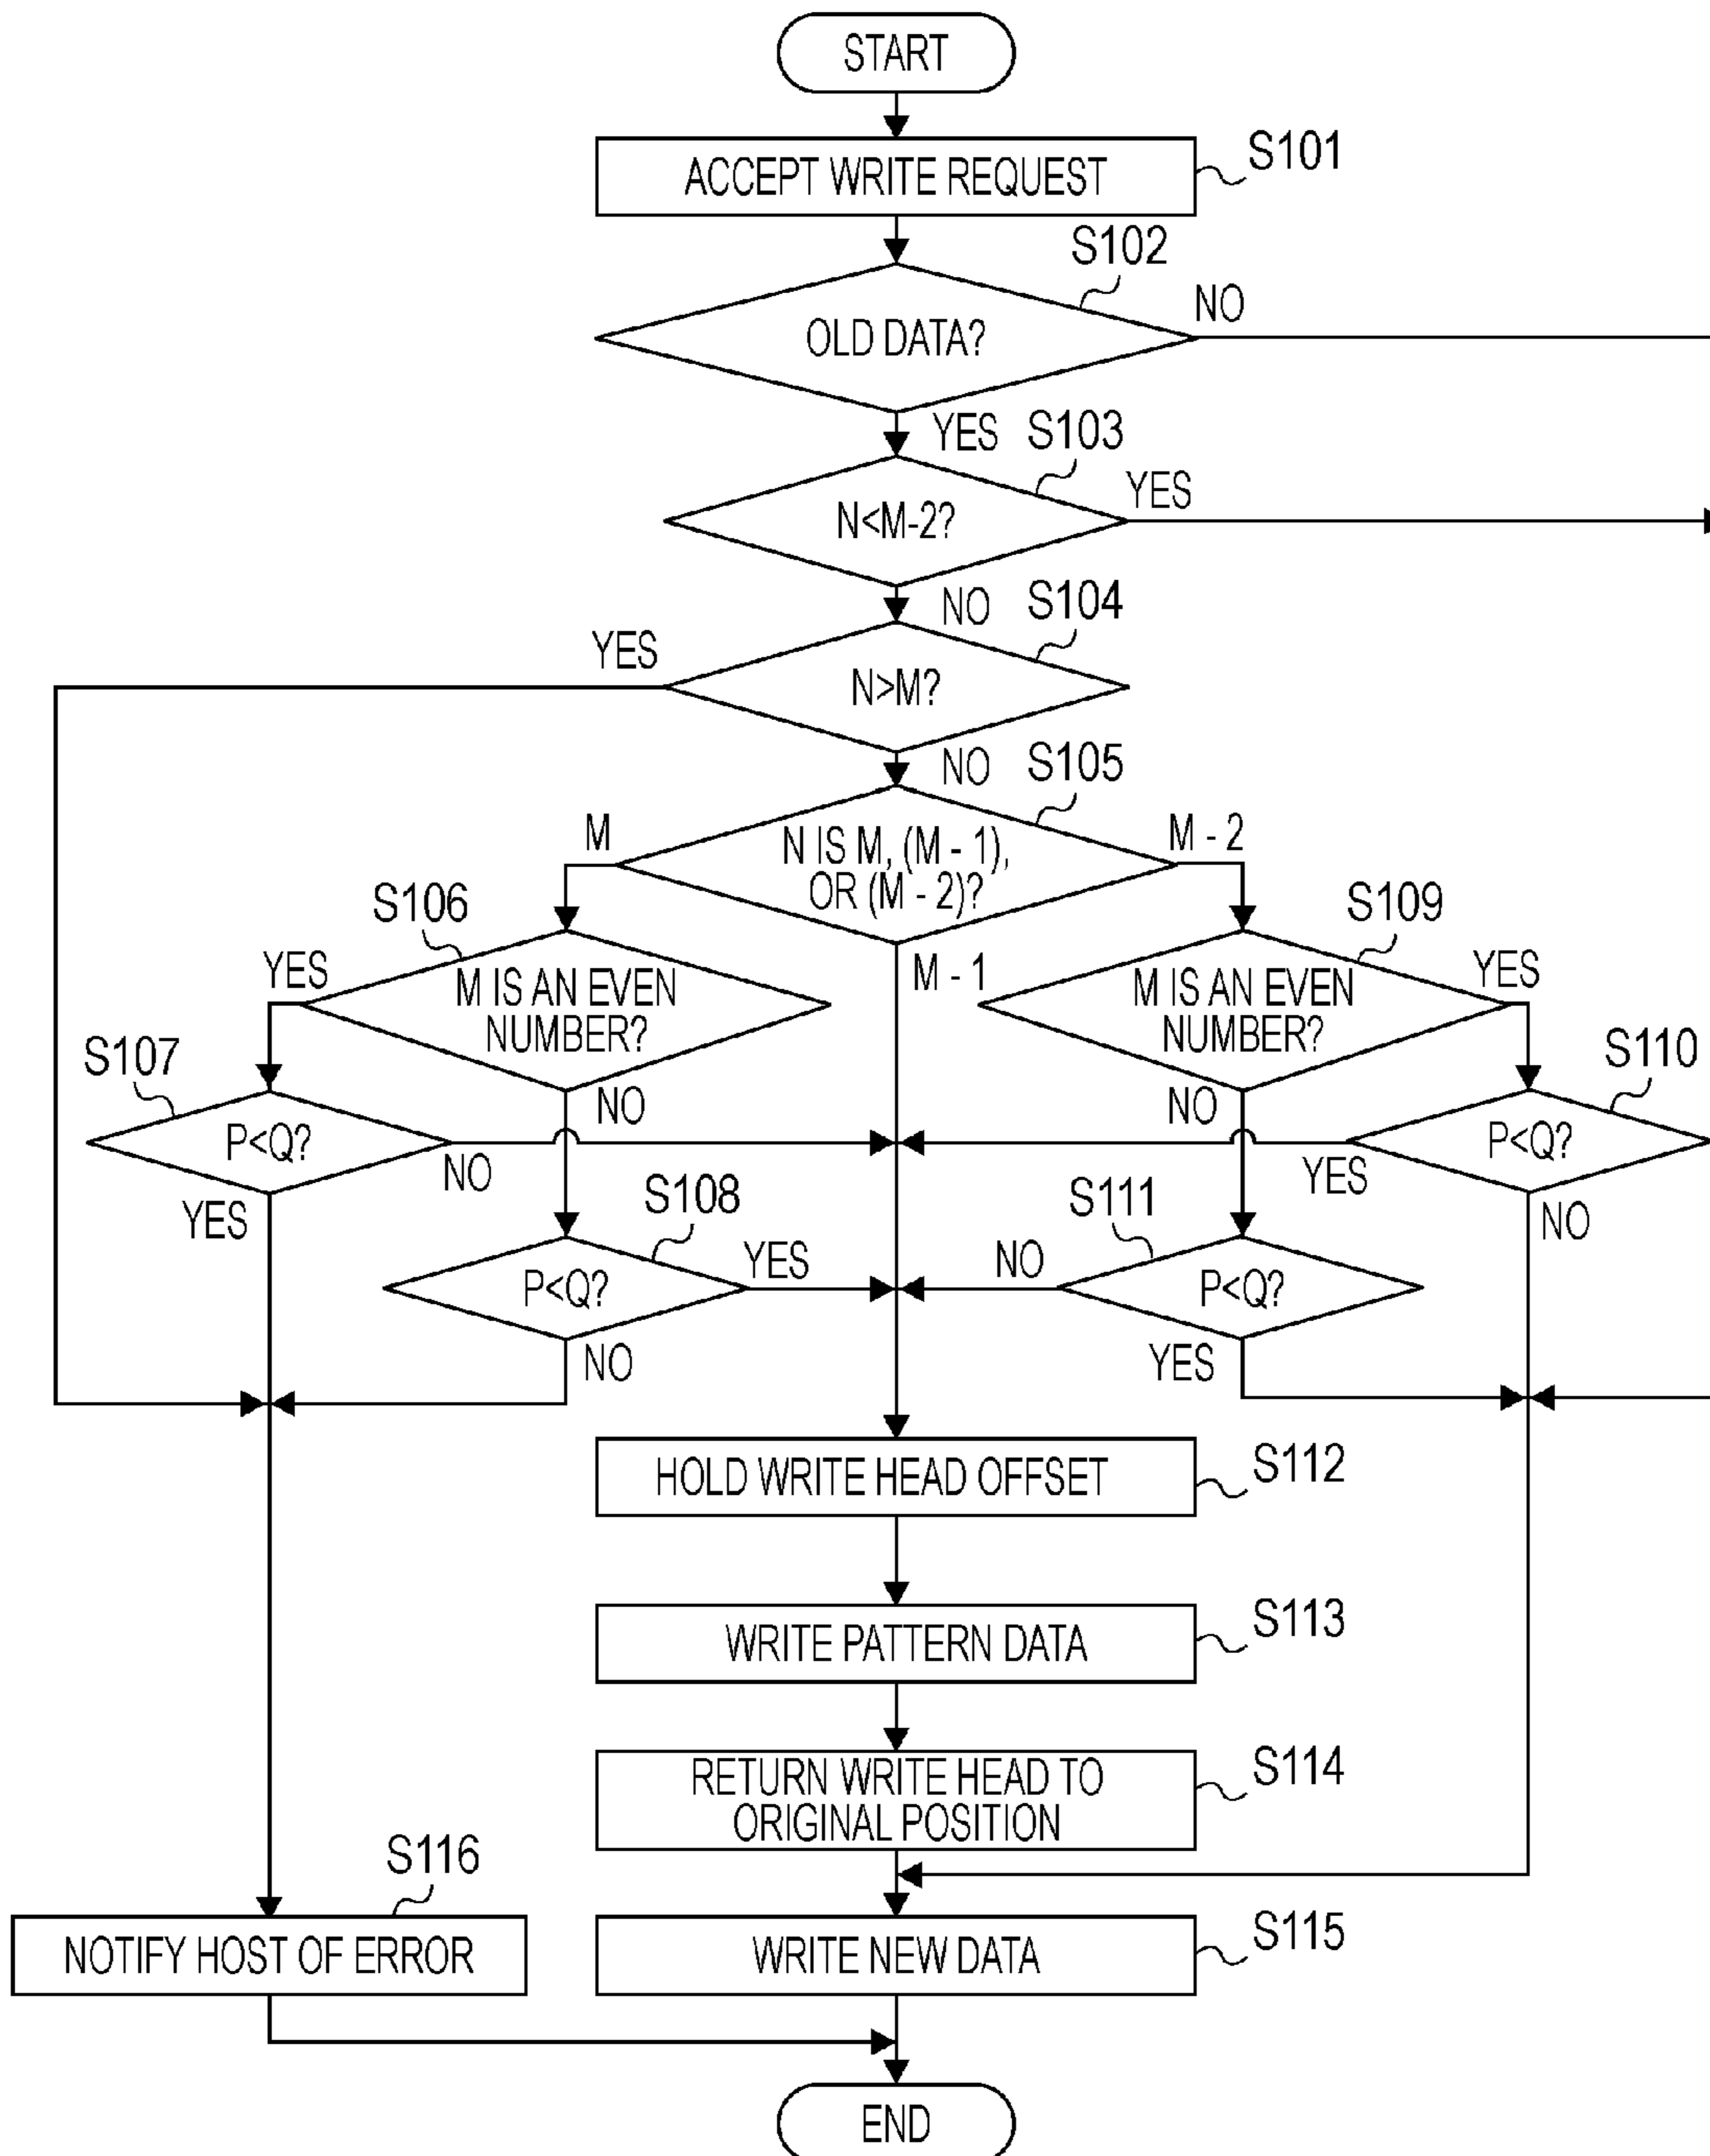 START
ACCEPT WRITE REQUEST
S101
S102
OLD DATA?
NO
YES
S103
N<M-2?
YES
NO
S104
YES
N>M?
NO
S105
M
N IS M, (M - 1),
OR (M - 2)?
M - 2
M - 1
S106
YES
M IS AN EVEN
NUMBER?
NO
S109
M IS AN EVEN
NUMBER?
YES
NO
S107
P<Q?
NO
YES
S110
P<Q?
YES
NO
S108
P<Q?
YES
NO
S111
NO
P<Q?
YES
HOLD WRITE HEAD OFFSET
S112
WRITE PATTERN DATA
S113
RETURN WRITE HEAD TO
ORIGINAL POSITION
S114
S116
NOTIFY HOST OF ERROR
WRITE NEW DATA
S115
END